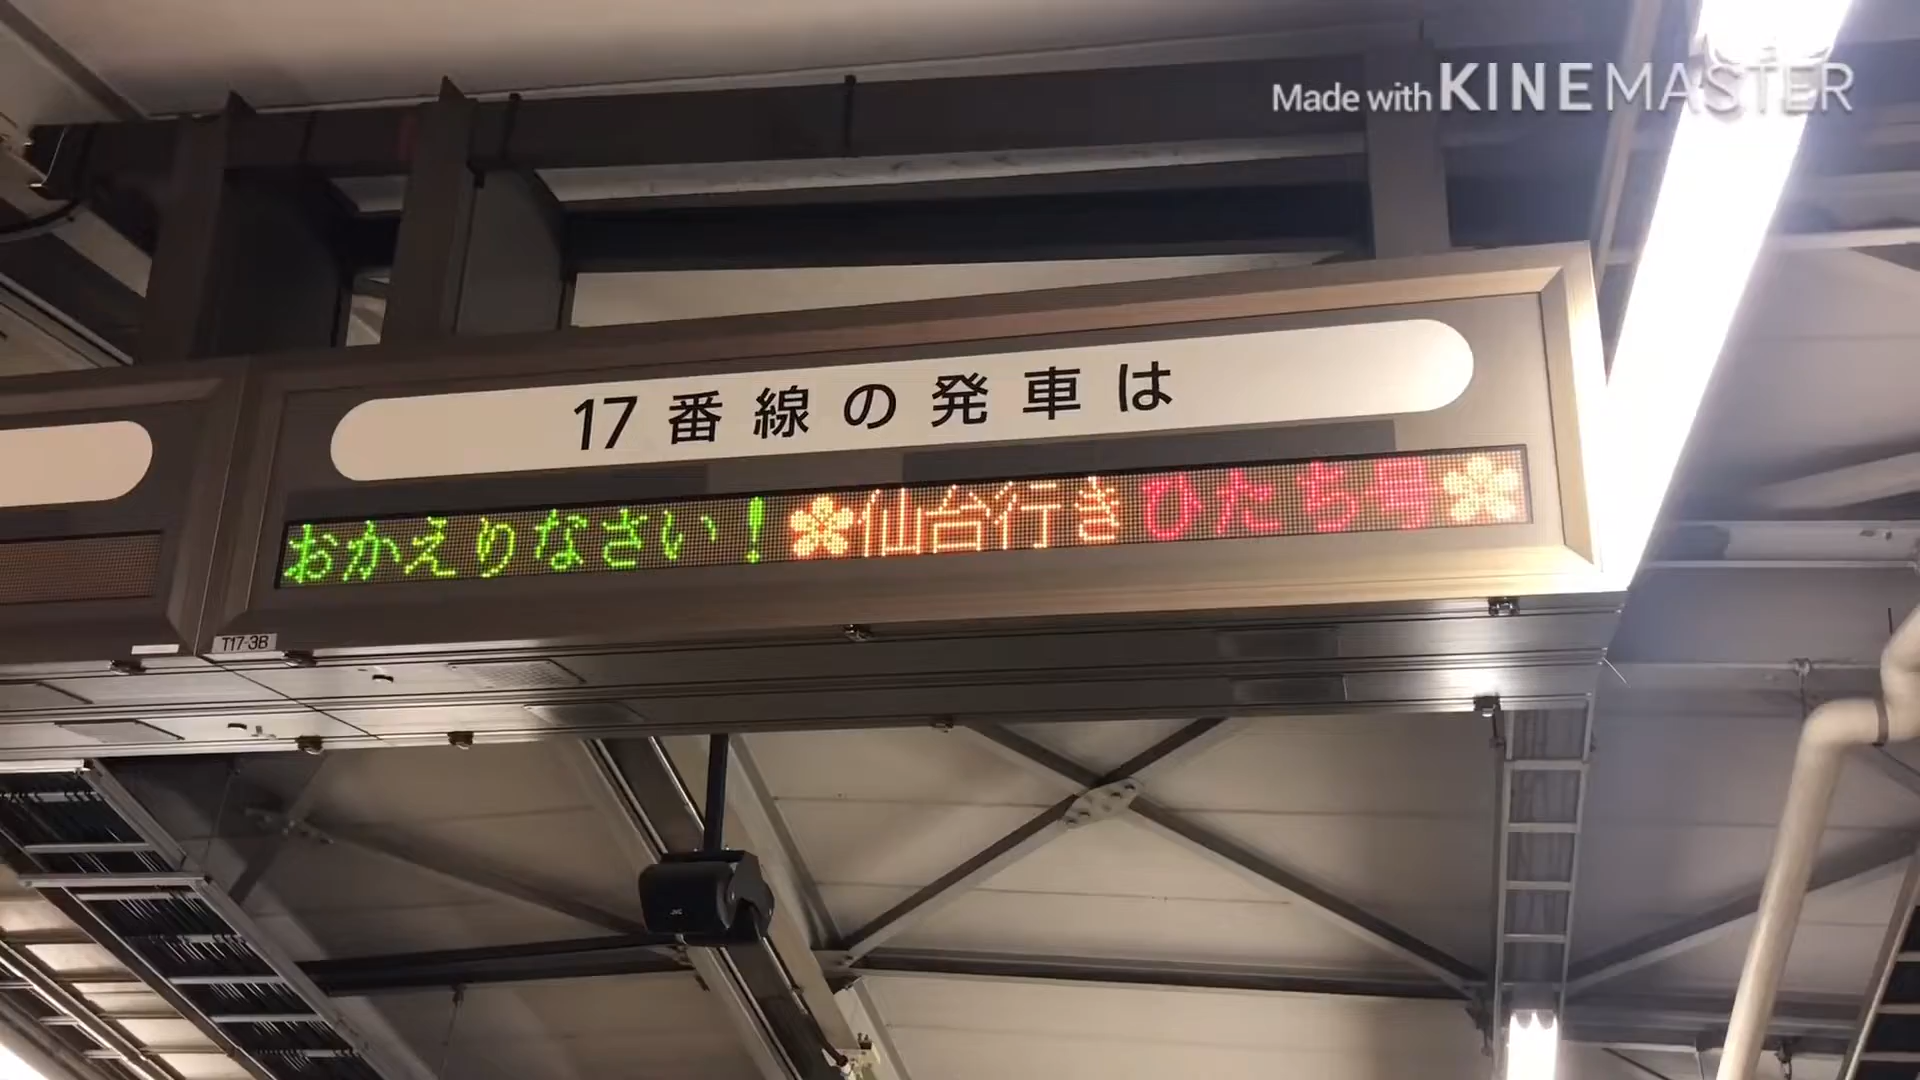 Made with KINEMASTER
17番線の発車は
おかえりなさい!✿仙台行きひたち号✿
T17-3B
JVC